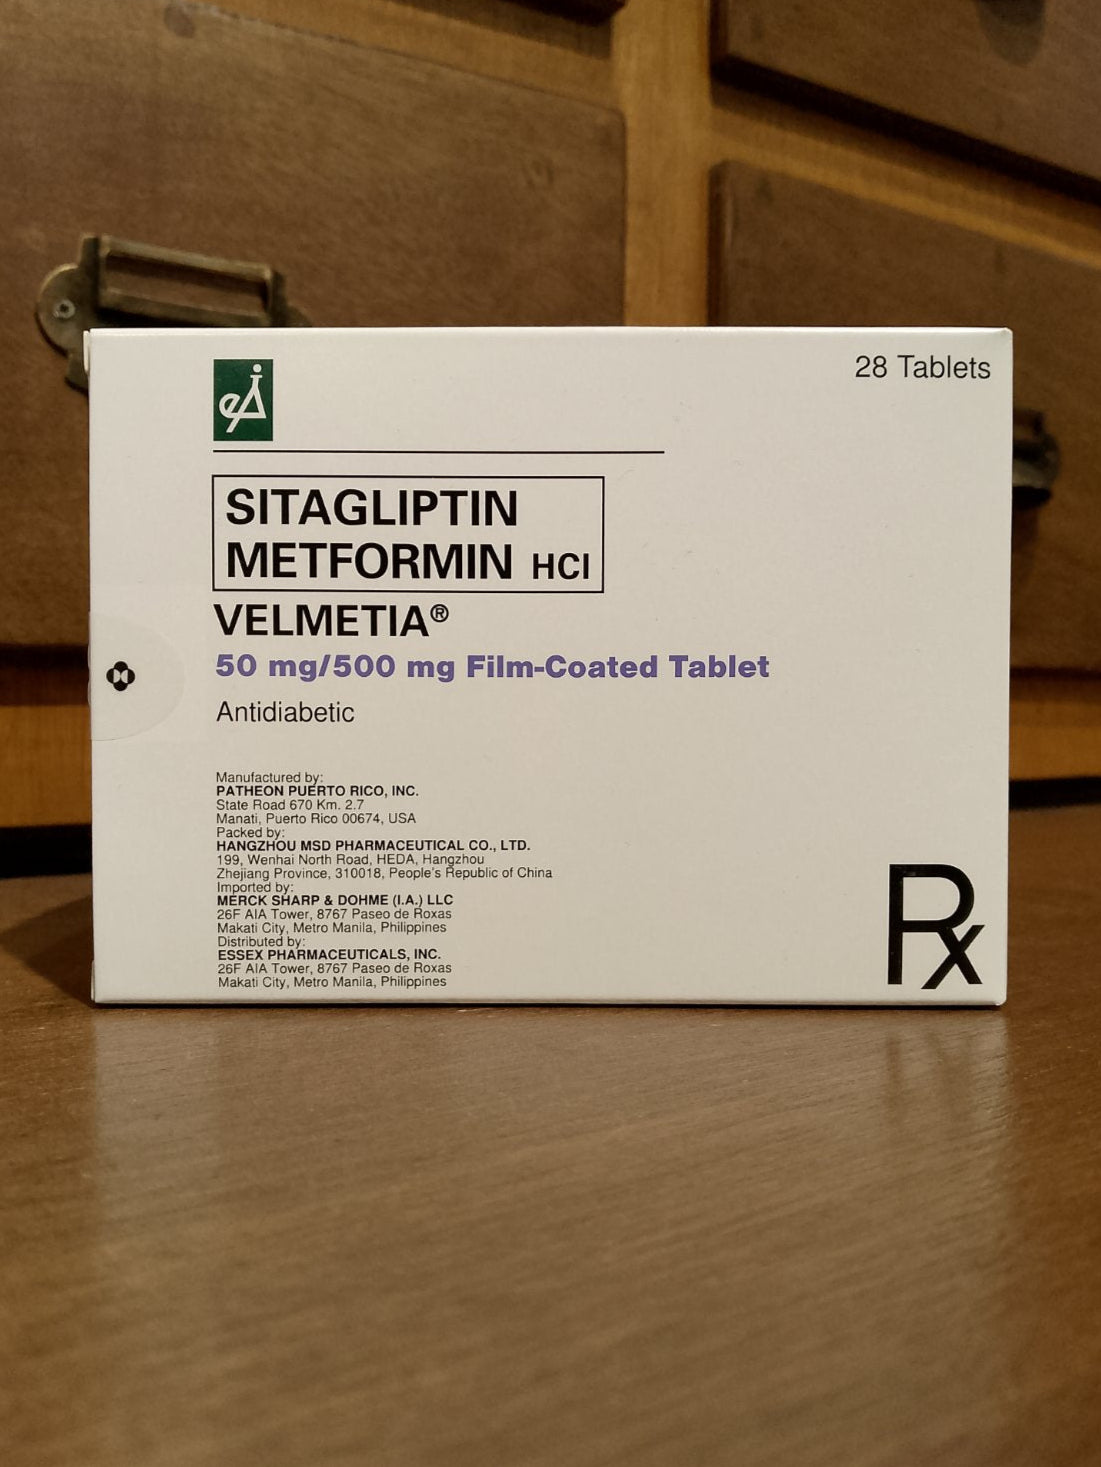 28 Tablets
SITAGLIPTIN
METFORMIN HCl
VELMETIA®
50 mg/500 mg Film-Coated Tablet
Antidiabetic
Manufactured by:
PATHEON PUERTO RICO, INC.
State Road 670 Km. 2.7
Manati, Puerto Rico 00674, USA
Packed by:
HANGZHOU MSD PHARMACEUTICAL CO., LTD.
199, Wenhai North Road, HEDA, Hangzhou
Zhejiang Province, 310018, People's Republic of China
Imported by:
MERCK SHARP & DOHME (I.A.) LLC
26F AIA Tower, 8767 Paseo de Roxas
Makati City, Metro Manila, Philippines
Distributed by:
ESSEX PHARMACEUTICALS, INC.
26F AIA Tower, 8767 Paseo de Roxas
Makati City, Metro Manila, Philippines
Rx